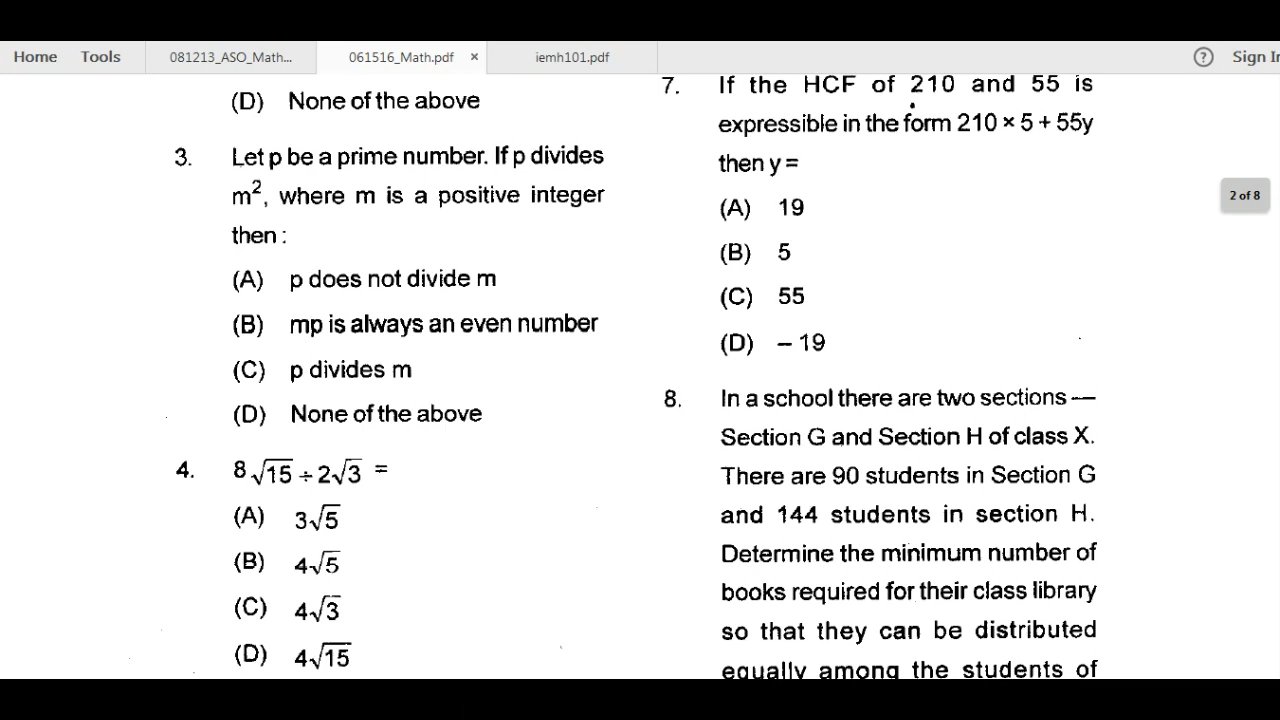 Home Tools 081213_ASO_Math... 061516_Math.pdf × iemh101.pdf ? Sign In
(D) None of the above
3. Let p be a prime number. If p divides
m², where m is a positive integer
then :
(A) p does not divide m
(B) mp is always an even number
(C) p divides m
(D) None of the above
4. 8√15 ÷ 2√3 =
(A) 3√5
(B) 4√5
(C) 4√3
(D) 4√15
7. If the HCF of 210 and 55 is
expressible in the form 210 × 5 + 55y
then y =
(A) 19
(B) 5
(C) 55
(D) – 19
8. In a school there are two sections —
Section G and Section H of class X.
There are 90 students in Section G
and 144 students in section H.
Determine the minimum number of
books required for their class library
so that they can be distributed
equally among the students of
2 of 8